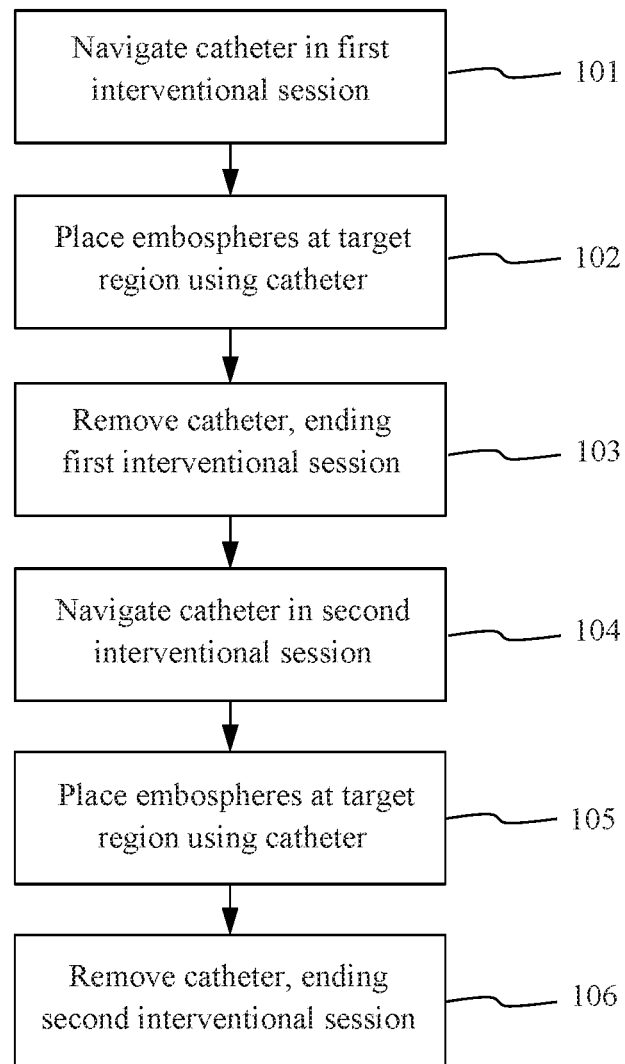 Navigate catheter in first
interventional session
101
Place embospheres at target
region using catheter
102
Remove catheter, ending
first interventional session
103
Navigate catheter in second
interventional session
104
Place embospheres at target
region using catheter
105
Remove catheter, ending
second interventional session
106